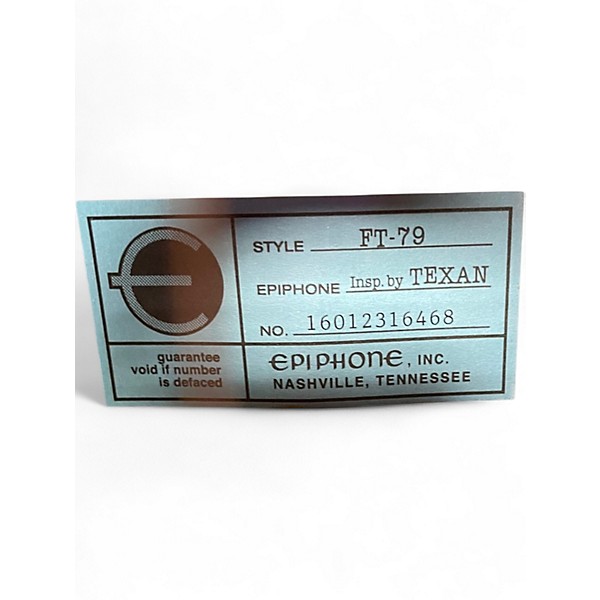 STYLE FT-79
EPIPHONE Insp. by TEXAN
NO. 16012316468
guarantee
void if number
is defaced
EPIPHONE, INC.
NASHVILLE, TENNESSEE